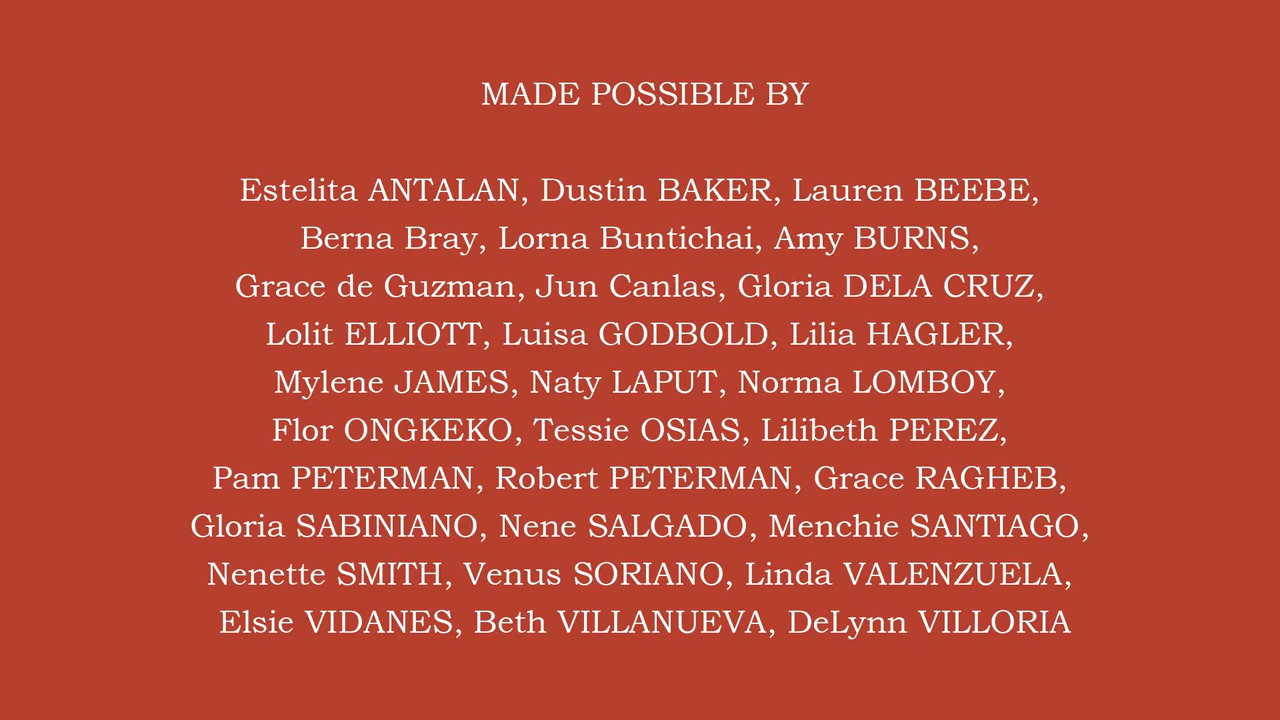 MADE POSSIBLE BY
Estelita ANTALAN, Dustin BAKER, Lauren BEEBE,
Berna Bray, Lorna Buntichai, Amy BURNS,
Grace de Guzman, Jun Canlas, Gloria DELA CRUZ,
Lolit ELLIOTT, Luisa GODBOLD, Lilia HAGLER,
Mylene JAMES, Naty LAPUT, Norma LOMBOY,
Flor ONGKEKO, Tessie OSIAS, Lilibeth PEREZ,
Pam PETERMAN, Robert PETERMAN, Grace RAGHEB,
Gloria SABINIANO, Nene SALGADO, Menchie SANTIAGO,
Nenette SMITH, Venus SORIANO, Linda VALENZUELA,
Elsie VIDANES, Beth VILLANUEVA, DeLynn VILLORIA